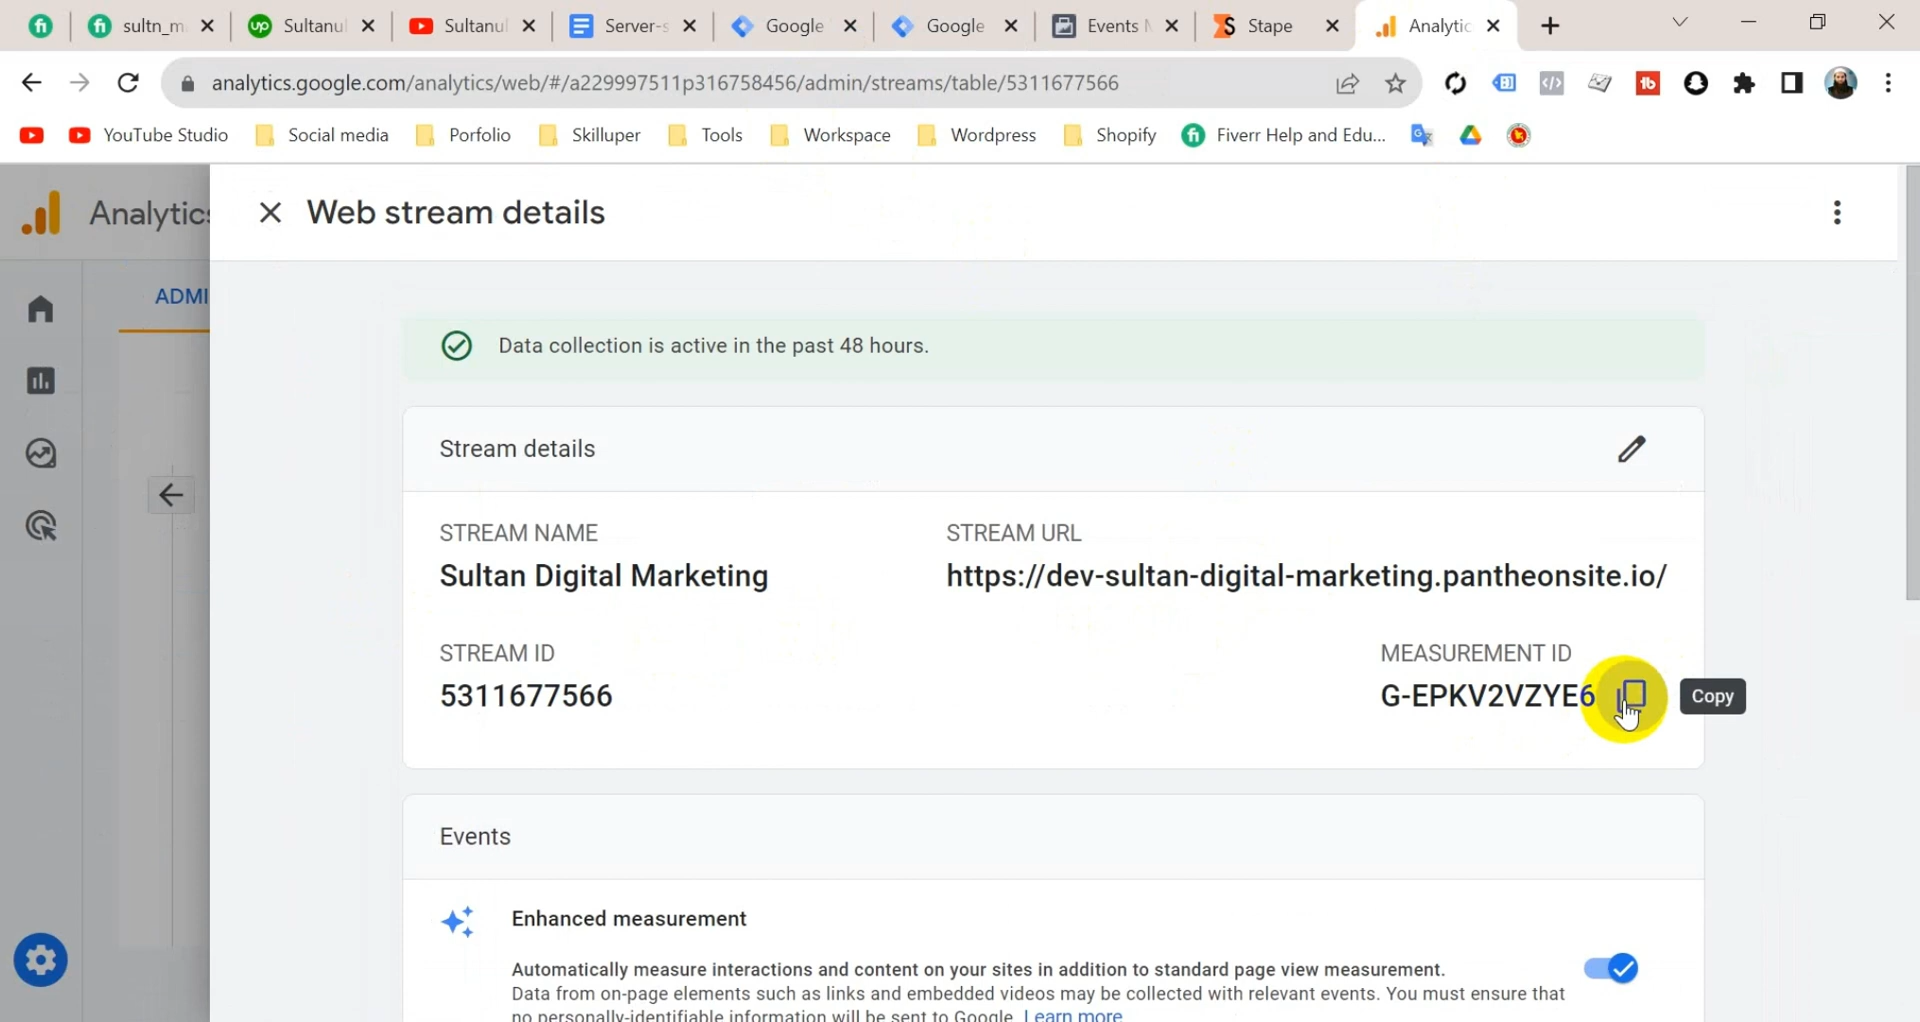 sultn_m
Sultanul
Sultanul
Server-s
Google
Google
Events
Stape
Analytic
analytics.google.com/analytics/web/#/a229997511p316758456/admin/streams/table/5311677566
YouTube Studio
Social media
Porfolio
Skilluper
Tools
Workspace
Wordpress
Shopify
Fiverr Help and Edu...
Analytics
Web stream details
ADMI
Data collection is active in the past 48 hours.
Stream details
STREAM NAME
Sultan Digital Marketing
STREAM URL
https://dev-sultan-digital-marketing.pantheonsite.io/
STREAM ID
5311677566
MEASUREMENT ID
G-EPKV2VZYE6
Copy
Events
Enhanced measurement
Automatically measure interactions and content on your sites in addition to standard page view measurement.
Data from on-page elements such as links and embedded videos may be collected with relevant events. You must ensure that
no personally-identifiable information will be sent to Google. Learn more